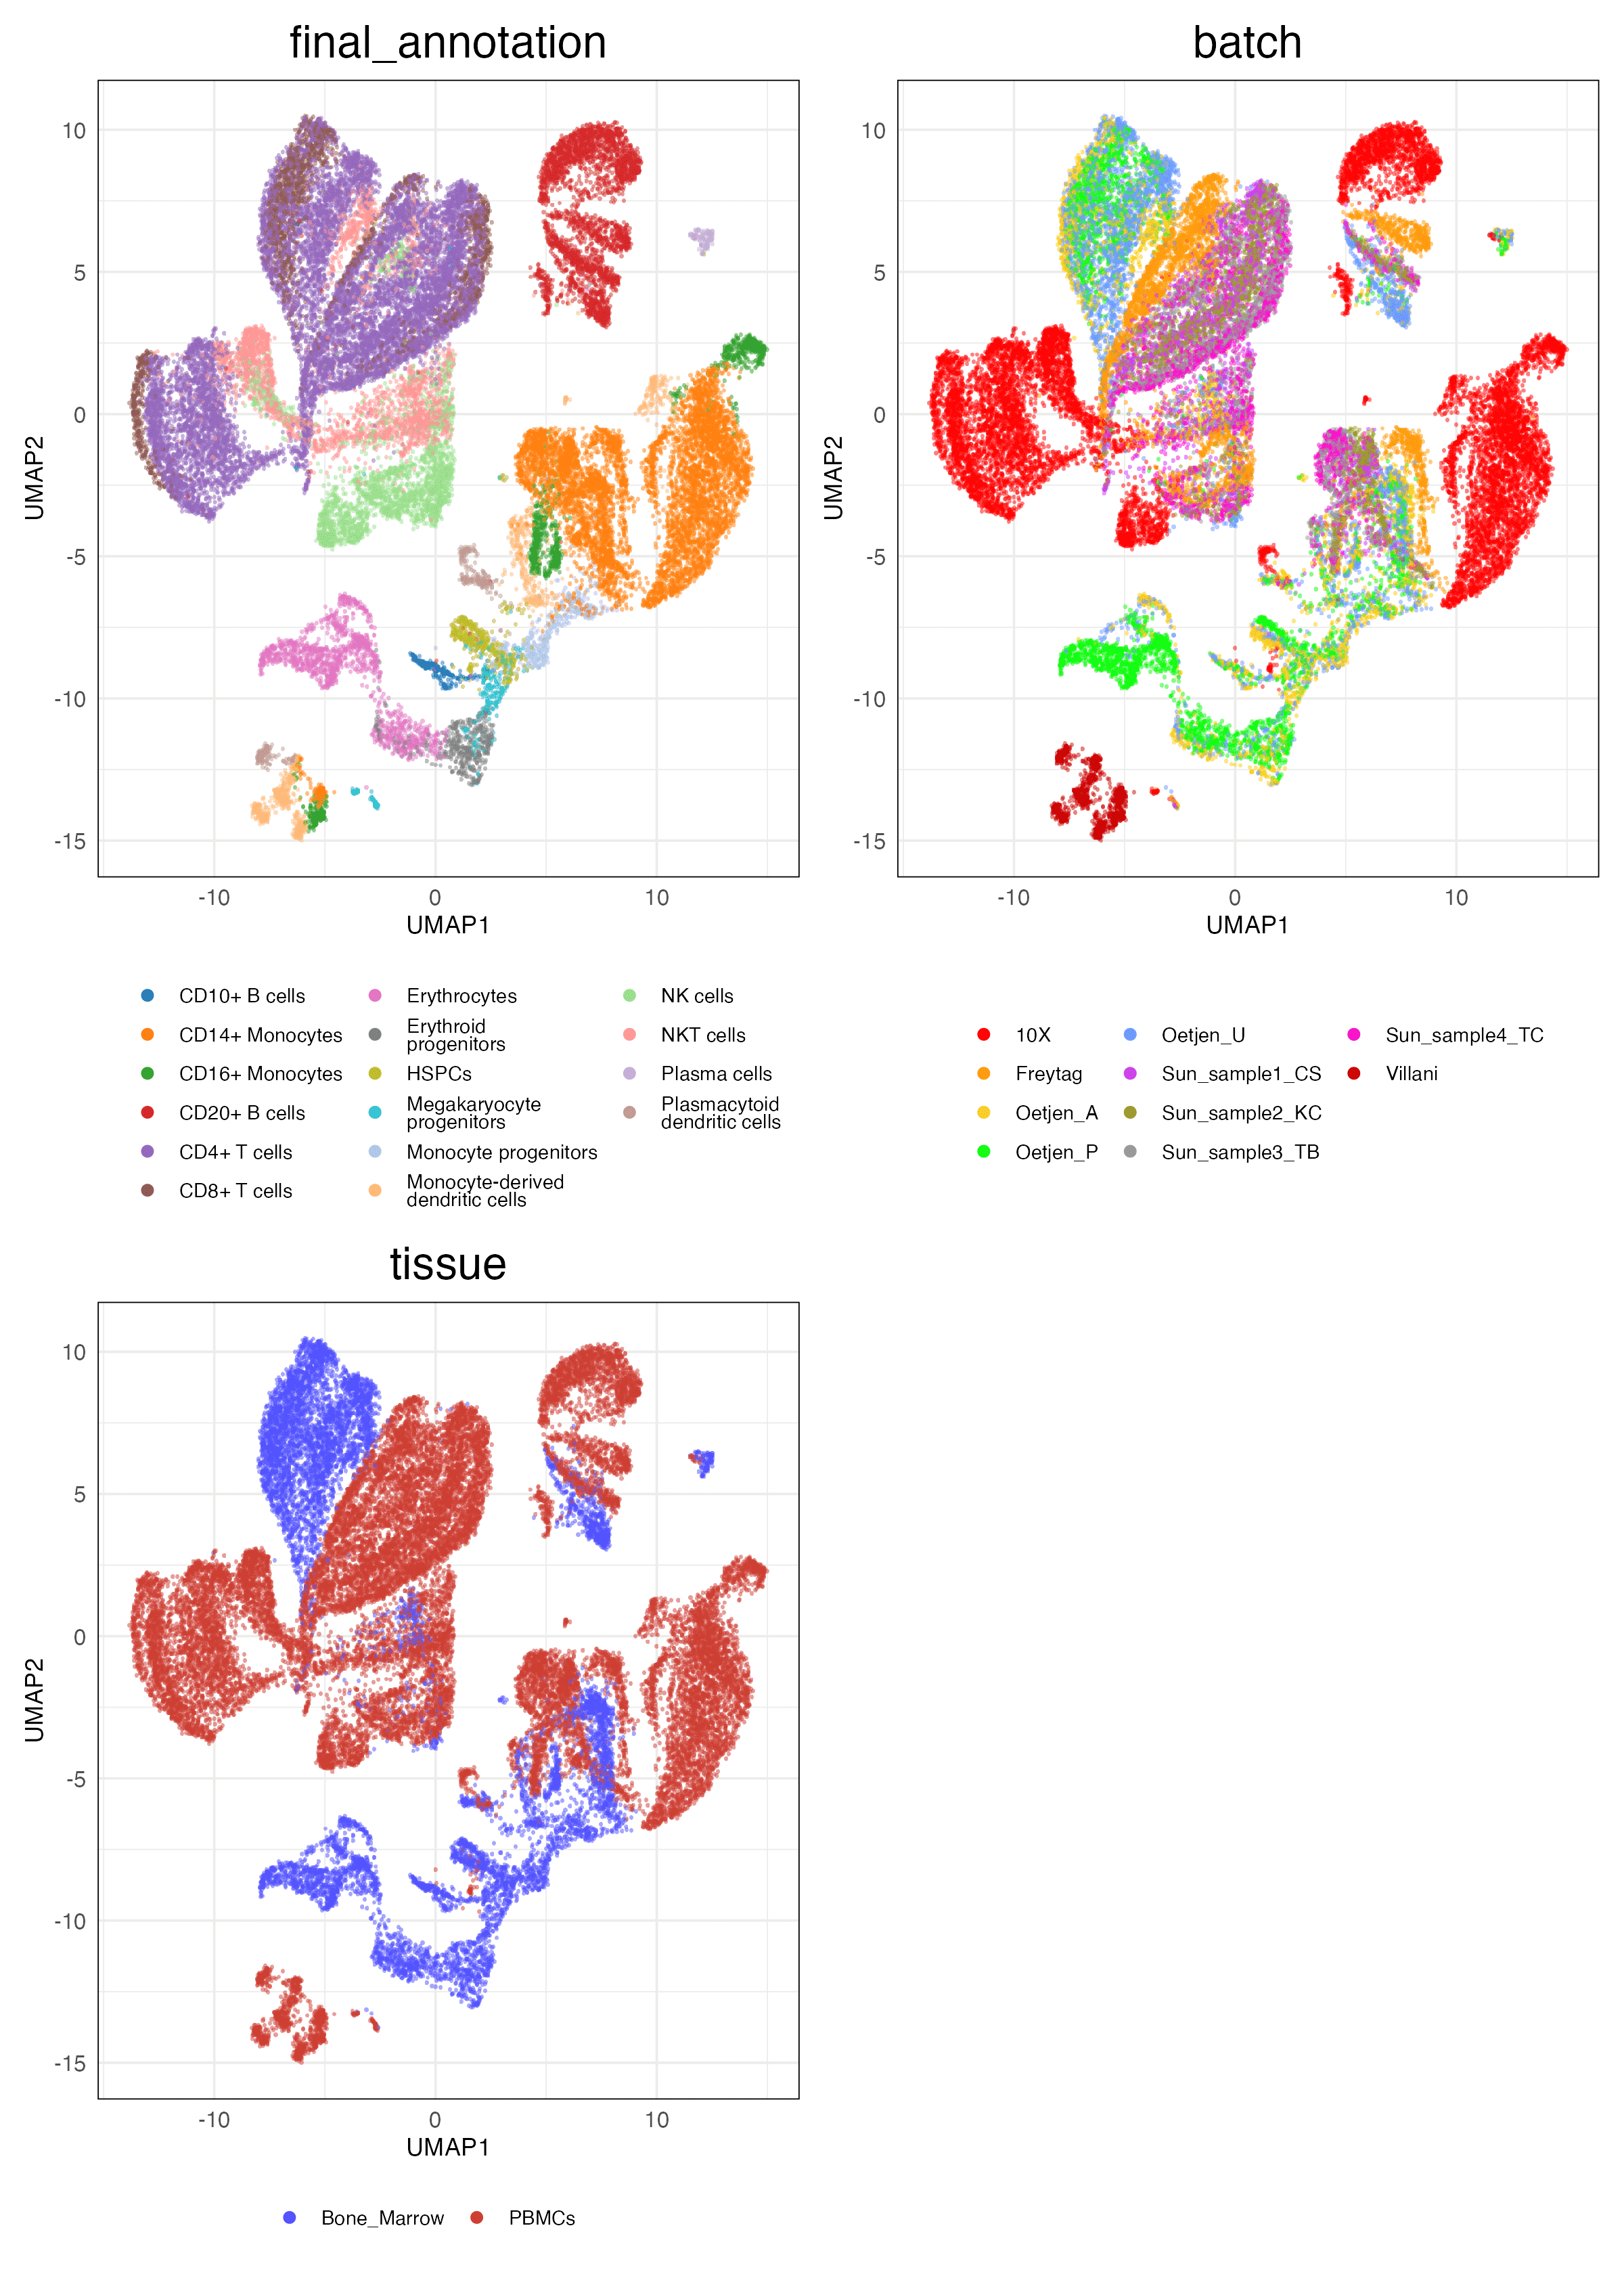 final_annotation
batch
10
5
0
-5
-10
-15
UMAP2
-10
0
10
UMAP1
10
5
0
-5
-10
-15
UMAP2
-10
0
10
UMAP1
CD10+ B cells
CD14+ Monocytes
CD16+ Monocytes
CD20+ B cells
CD4+ T cells
CD8+ T cells
Erythrocytes
Erythroid
progenitors
HSPCs
Megakaryocyte
progenitors
Monocyte progenitors
Monocyte-derived
dendritic cells
NK cells
NKT cells
Plasma cells
Plasmacytoid
dendritic cells
10X
Freytag
Oetjen_A
Oetjen_P
Oetjen_U
Sun_sample1_CS
Sun_sample2_KC
Sun_sample3_TB
Sun_sample4_TC
Villani
tissue
10
5
0
-5
-10
-15
UMAP2
-10
0
10
UMAP1
Bone_Marrow
PBMCs